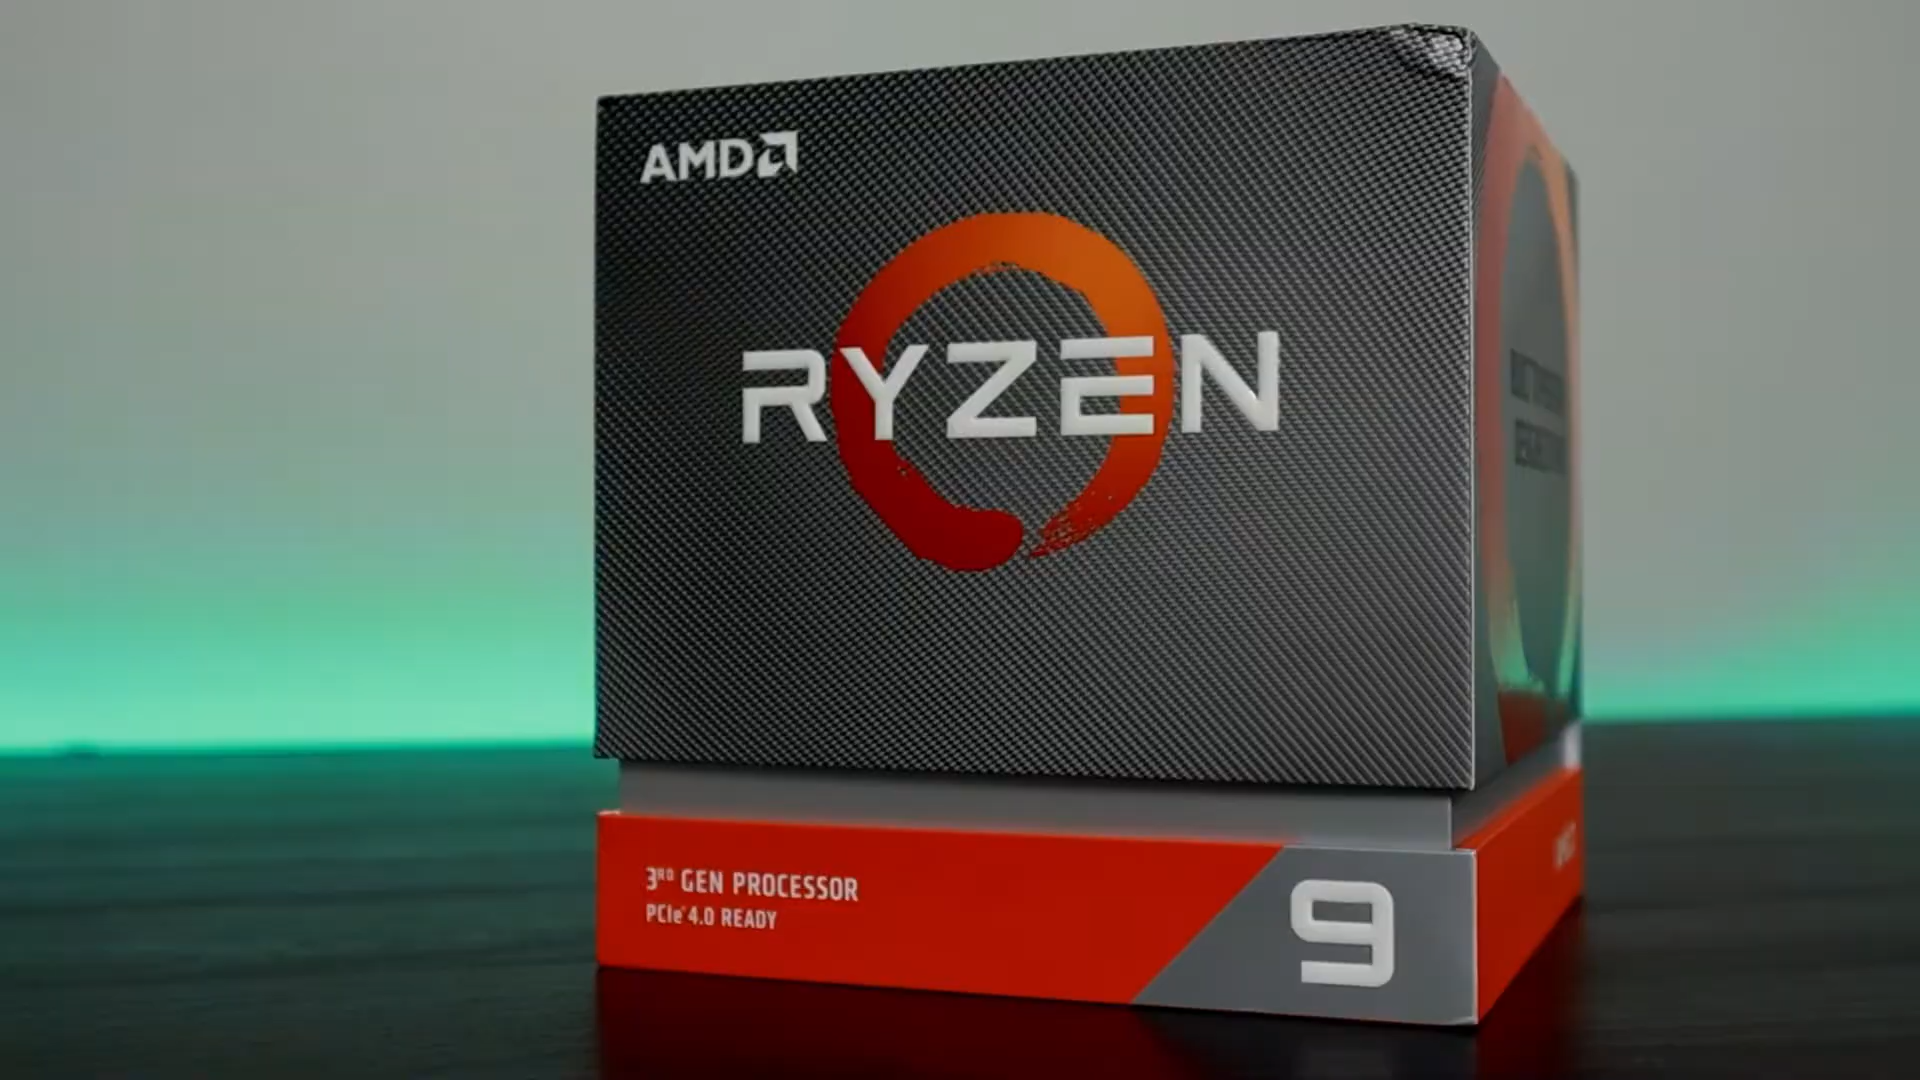 AMD
RYZEN
3RD GEN PROCESSOR
PCIe® 4.0 READY
9